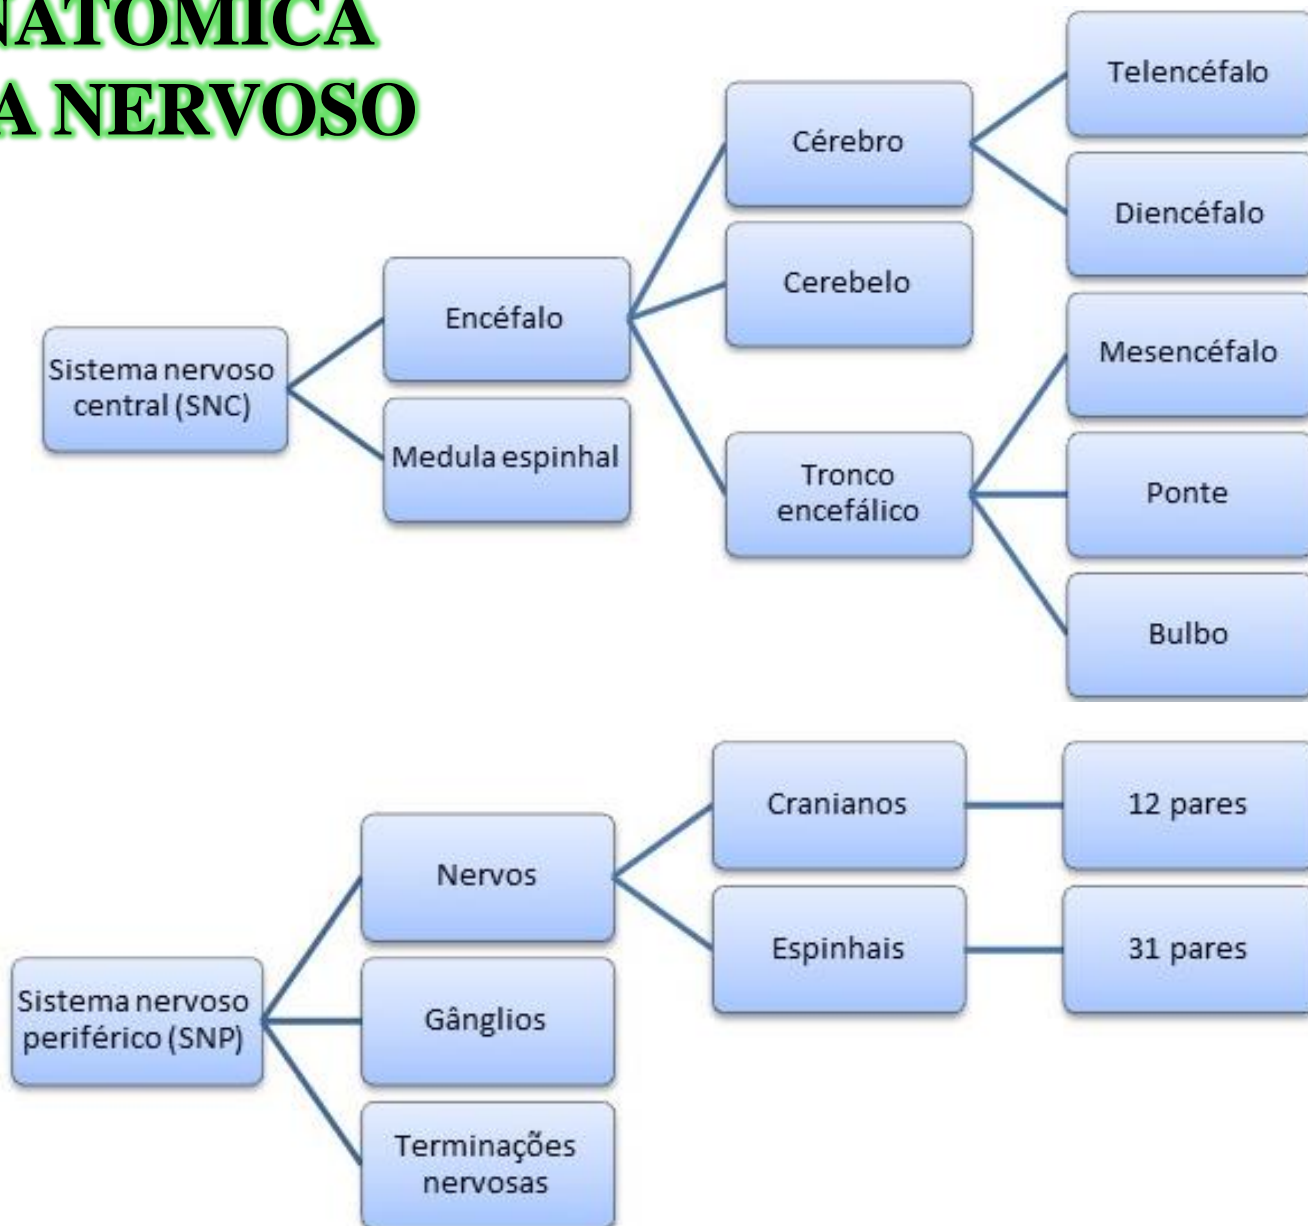 NATÔMICA
A NERVOSO
Telencéfalo
Cérebro
Diencéfalo
Cerebelo
Encéfalo
Mesencéfalo
Sistema nervoso
central (SNC)
Medula espinhal
Tronco
encefálico
Ponte
Bulbo
Cranianos
12 pares
Nervos
Espinhais
31 pares
Sistema nervoso
periférico (SNP)
Gânglios
Terminações
nervosas